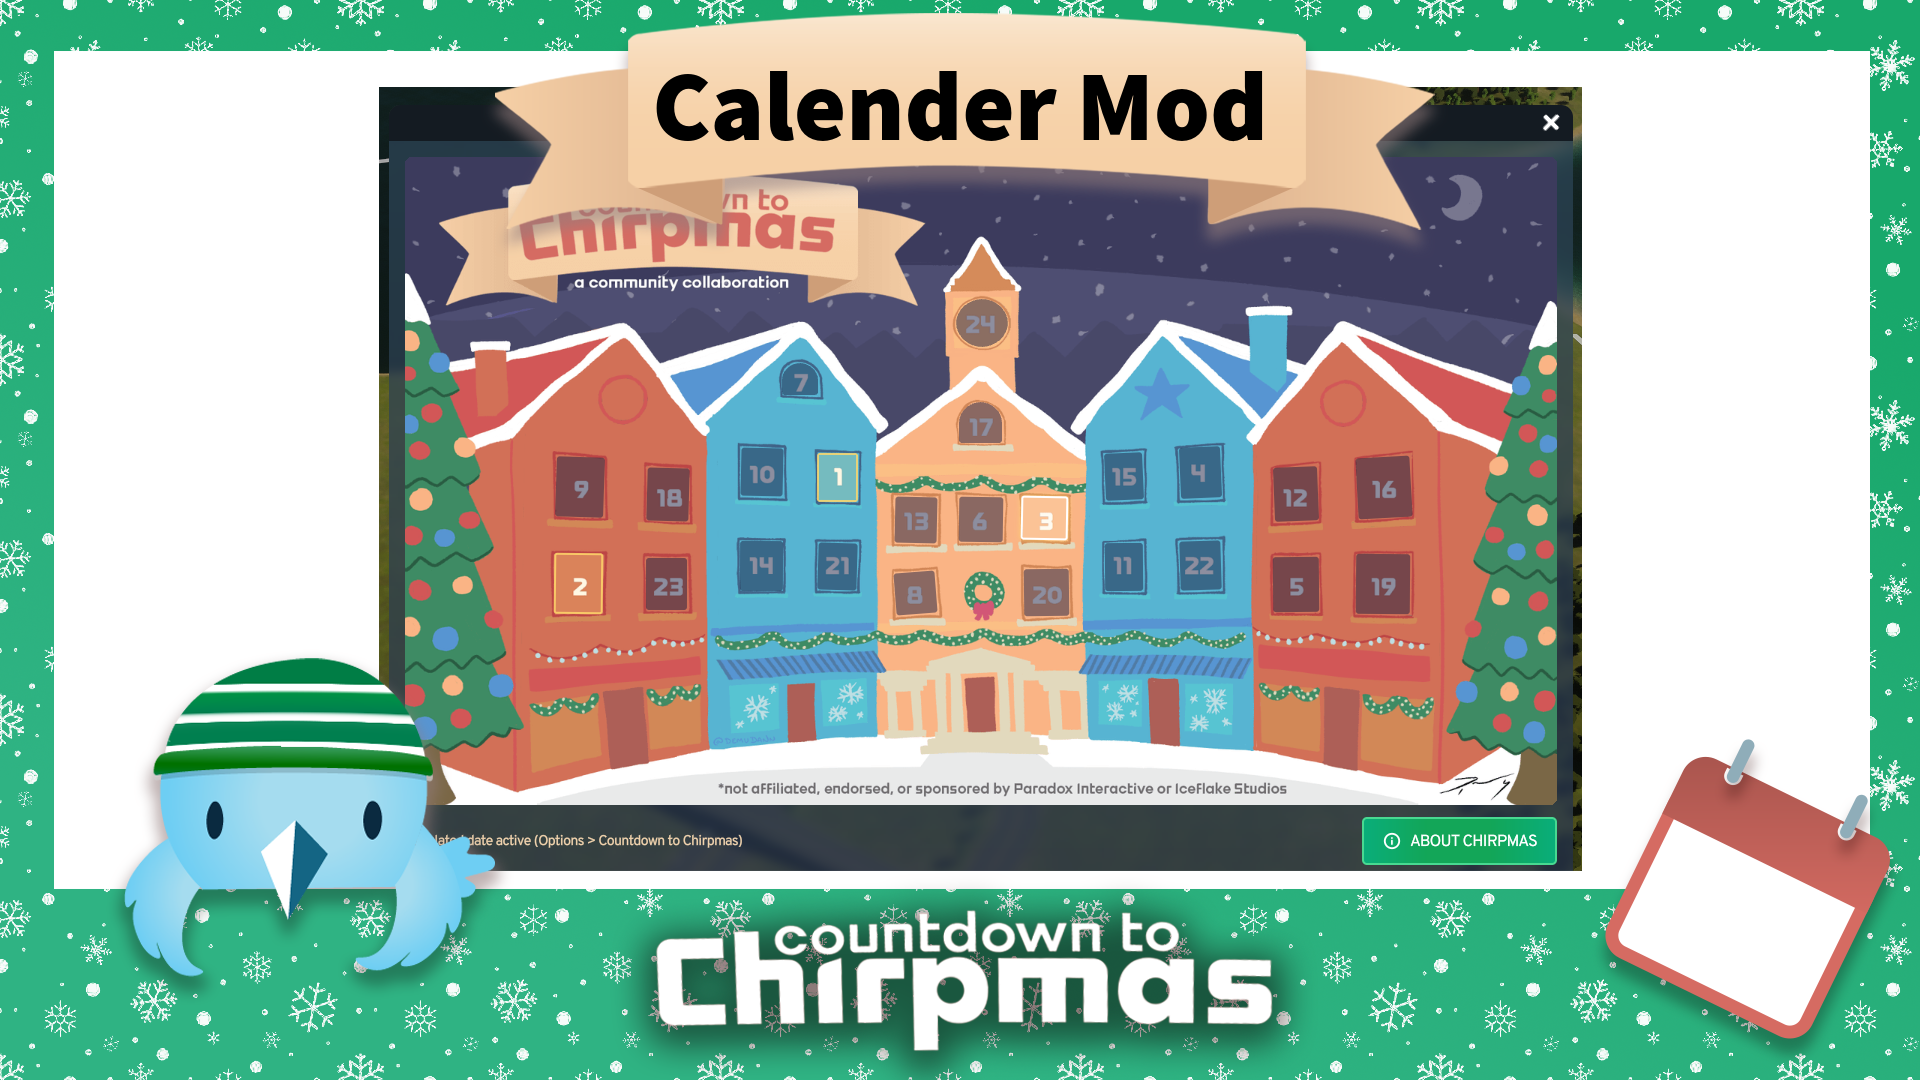 Calender Mod
to
Chirpmas
a community collaboration
24
7
17
10 1
15 4
9 18
12 16
13 6 3
14 21
11 22
2 23
8 20
5 19
*not affiliated, endorsed, or sponsored by Paradox Interactive or IceFlake Studios
date active (Options > Countdown to Chirpmas)
ABOUT CHIRPMAS
countdown to
Chirpmas